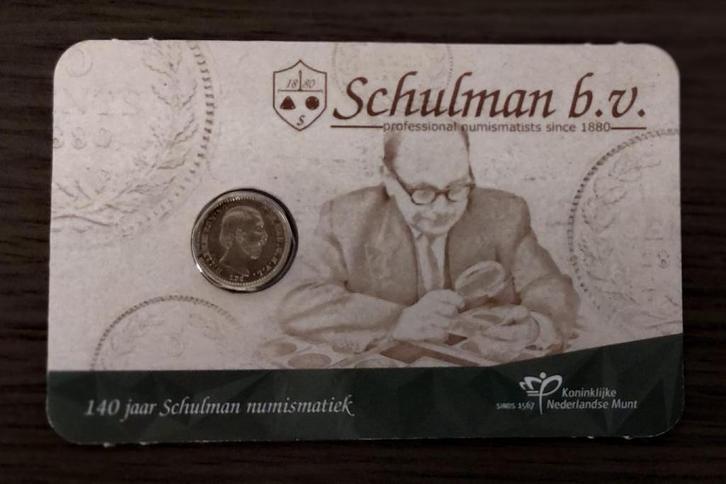 18 80
S
Schulman b.v.
professional numismatists since 1880
140 jaar Schulman numismatiek
SINDS 1567
Koninklijke
Nederlandse Munt